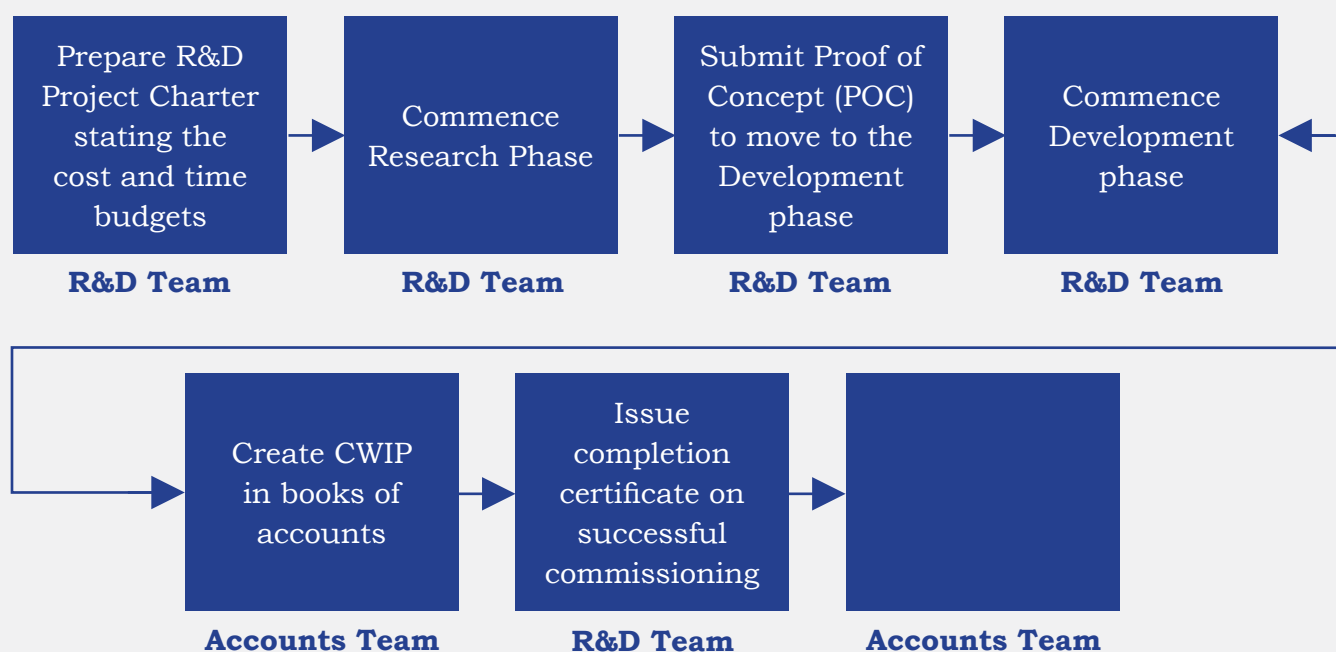 Prepare R&D
Project Charter
stating the
cost and time
budgets
R&D Team
Commence
Research Phase
R&D Team
Submit Proof of
Concept (POC)
to move to the
Development
phase
R&D Team
Commence
Development
phase
R&D Team
Create CWIP
in books of
accounts
Accounts Team
Issue
completion
certificate on
successful
commissioning
R&D Team
Accounts Team